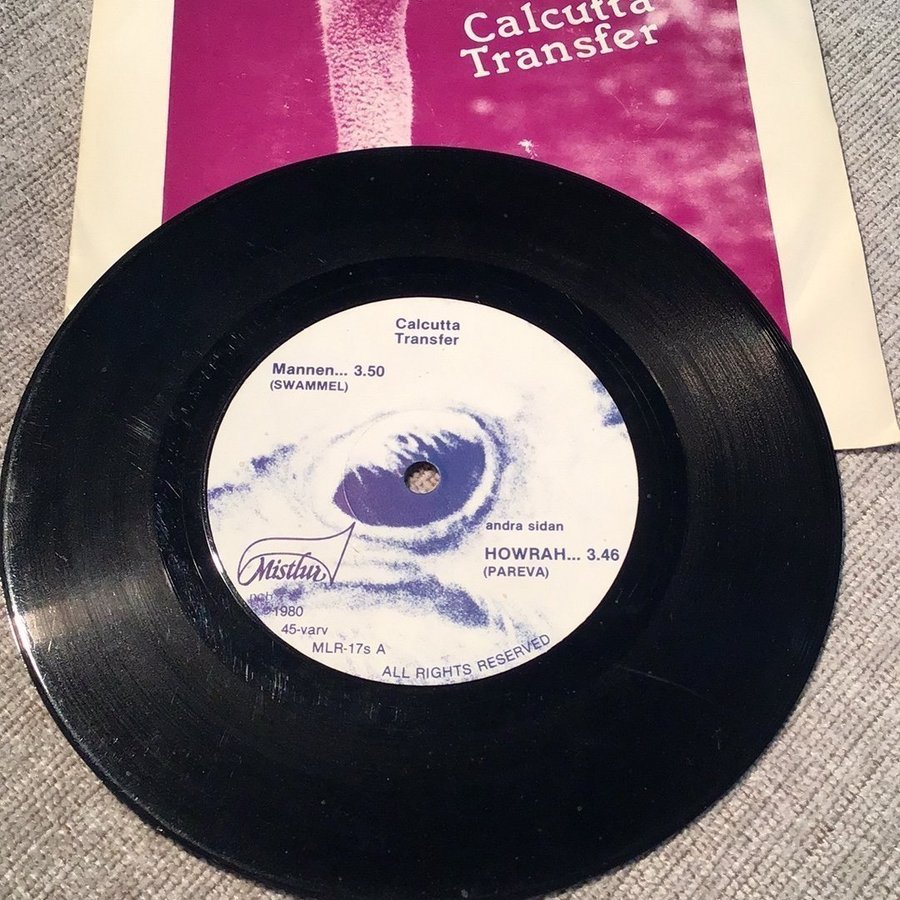 Calcutta
Transfer
Calcutta
Transfer
Mannen... 3.50
(SWAMMEL)
andra sidan
HOWRAH... 3.46
(PAREVA)
Mistlur
ncb
℗1980
45-varv
MLR-17s A
ALL RIGHTS RESERVED